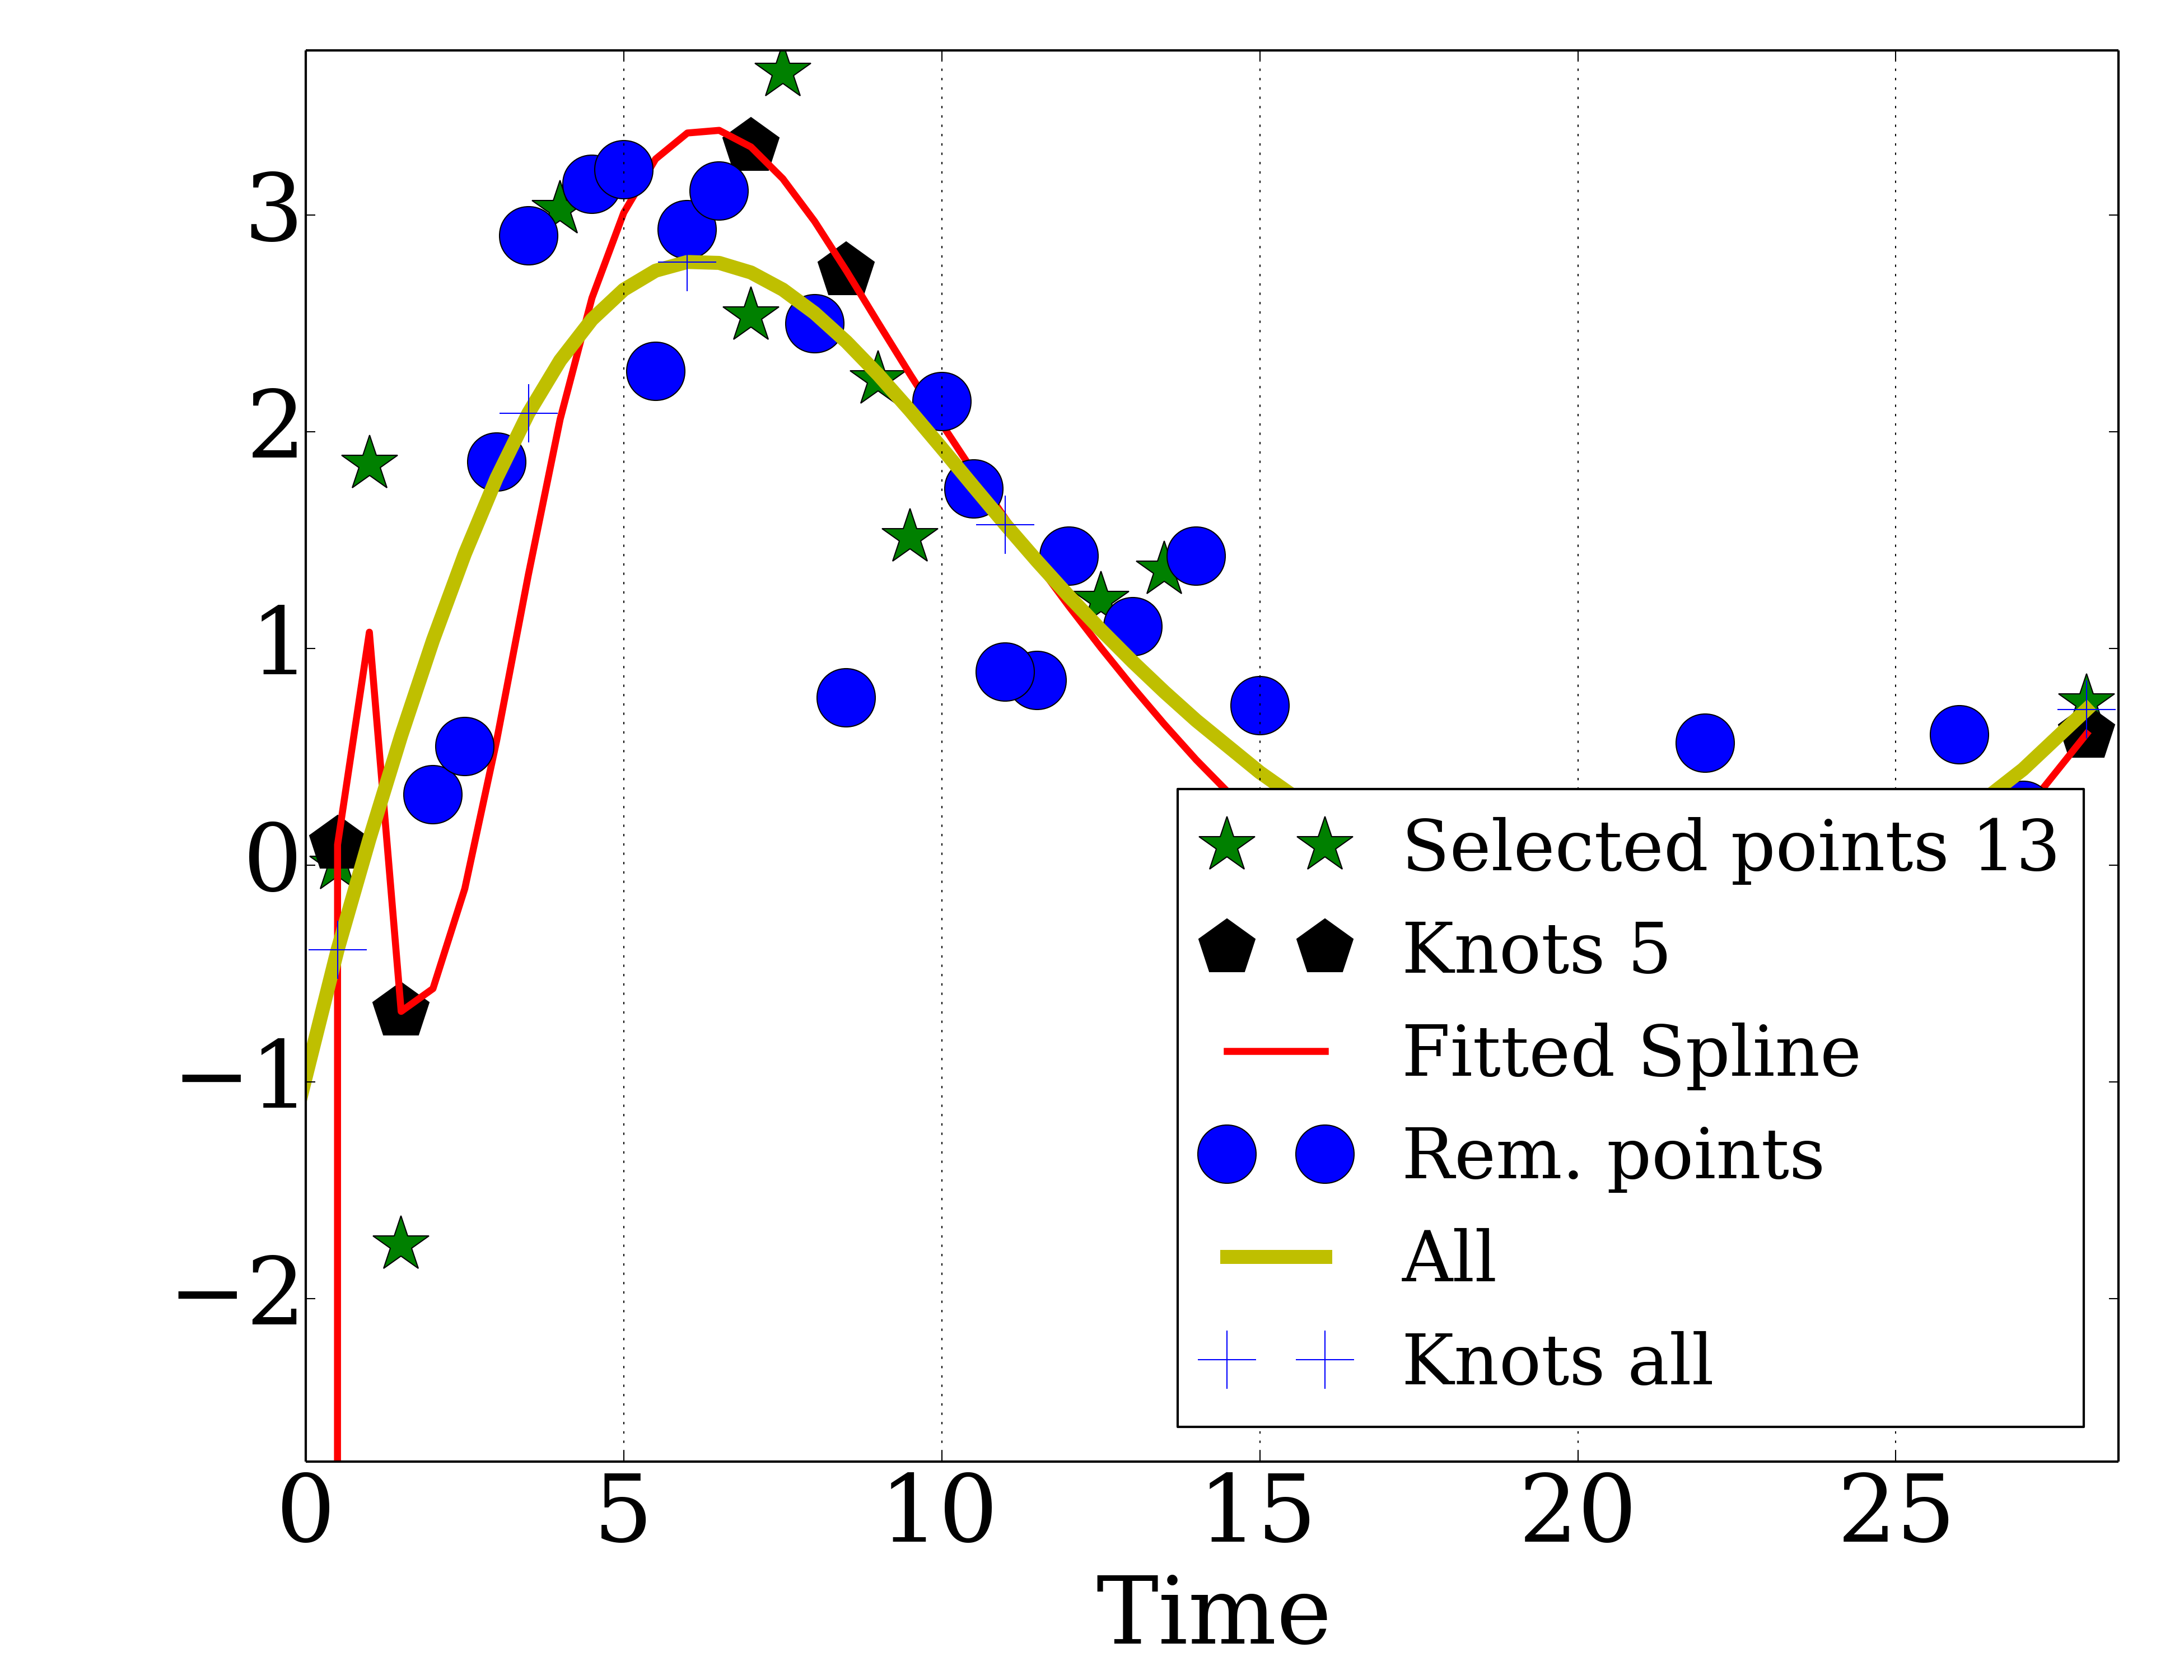 3
2
1
0
−1
−2
Selected points 13
Knots 5
Fitted Spline
Rem. points
All
Knots all
0 5 10 15 20 25
Time